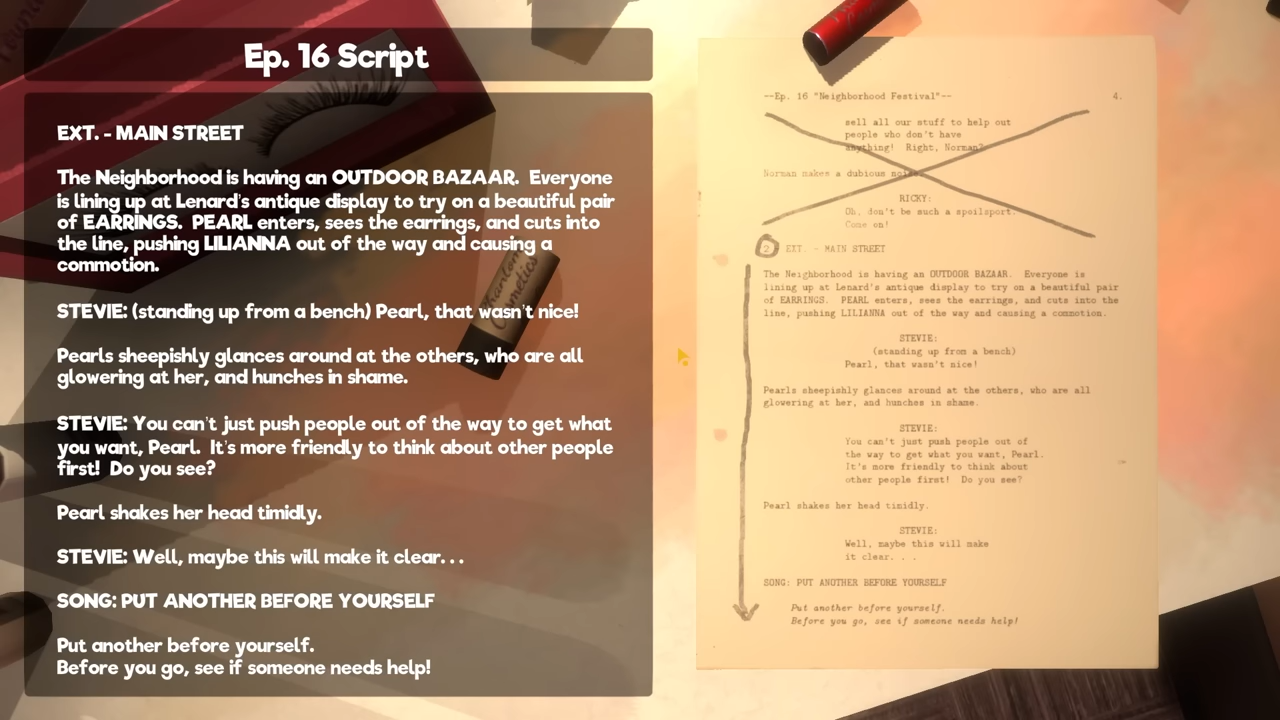 Ep. 16 Script
EXT. - MAIN STREET
The Neighborhood is having an OUTDOOR BAZAAR.  Everyone
is lining up at Lenard's antique display to try on a beautiful pair
of EARRINGS.  PEARL enters, sees the earrings, and cuts into
the line, pushing LILIANNA out of the way and causing a
commotion.
STEVIE: (standing up from a bench) Pearl, that wasn't nice!
Pearls sheepishly glances around at the others, who are all
glowering at her, and hunches in shame.
STEVIE: You can't just push people out of the way to get what
you want, Pearl.  It's more friendly to think about other people
first!  Do you see?
Pearl shakes her head timidly.
STEVIE: Well, maybe this will make it clear. . .
SONG: PUT ANOTHER BEFORE YOURSELF
Put another before yourself.
Before you go, see if someone needs help!
--Ep. 16 "Neighborhood Festival"-- 4.
sell all our stuff to help out
people who don't have
anything!  Right, Norman?
Norman makes a dubious noise.
RICKY:
Oh, don't be such a spoilsport.
Come on!
2 EXT. - MAIN STREET
The Neighborhood is having an OUTDOOR BAZAAR.  Everyone is
lining up at Lenard's antique display to try on a beautiful pair
of EARRINGS.  PEARL enters, sees the earrings, and cuts into the
line, pushing LILIANNA out of the way and causing a commotion.
STEVIE:
(standing up from a bench)
Pearl, that wasn't nice!
Pearls sheepishly glances around at the others, who are all
glowering at her, and hunches in shame.
STEVIE:
You can't just push people out of
the way to get what you want, Pearl.
It's more friendly to think about
other people first!  Do you see?
Pearl shakes her head timidly.
STEVIE:
Well, maybe this will make
it clear. . .
SONG: PUT ANOTHER BEFORE YOURSELF
Put another before yourself.
Before you go, see if someone needs help!
Cosmetics